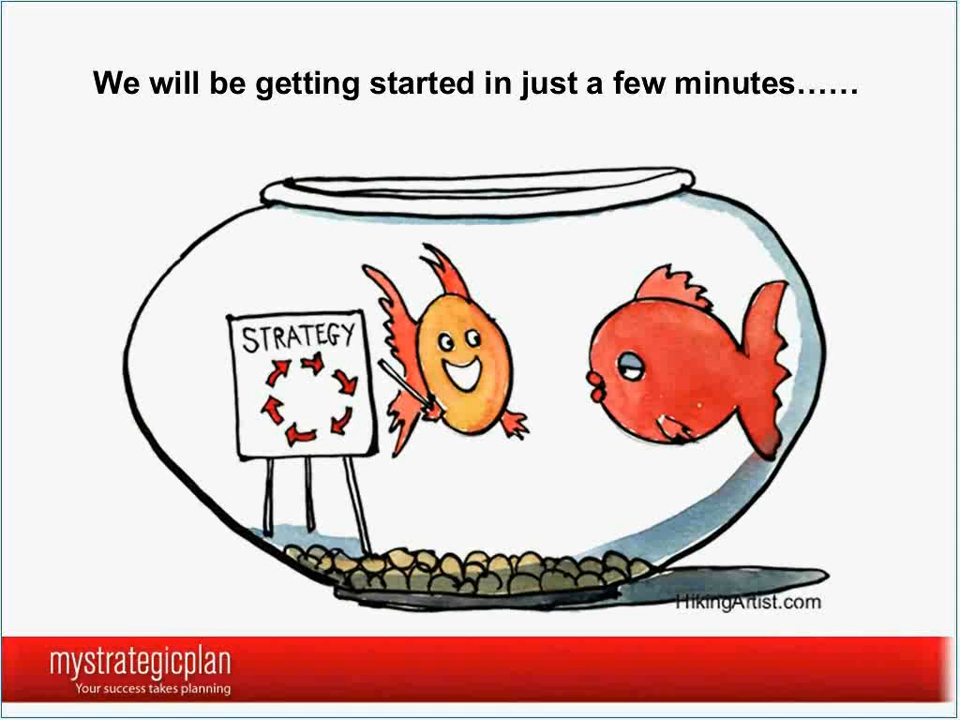 We will be getting started in just a few minutes……
STRATEGY
HikingArtist.com
mystrategicplan
Your success takes planning